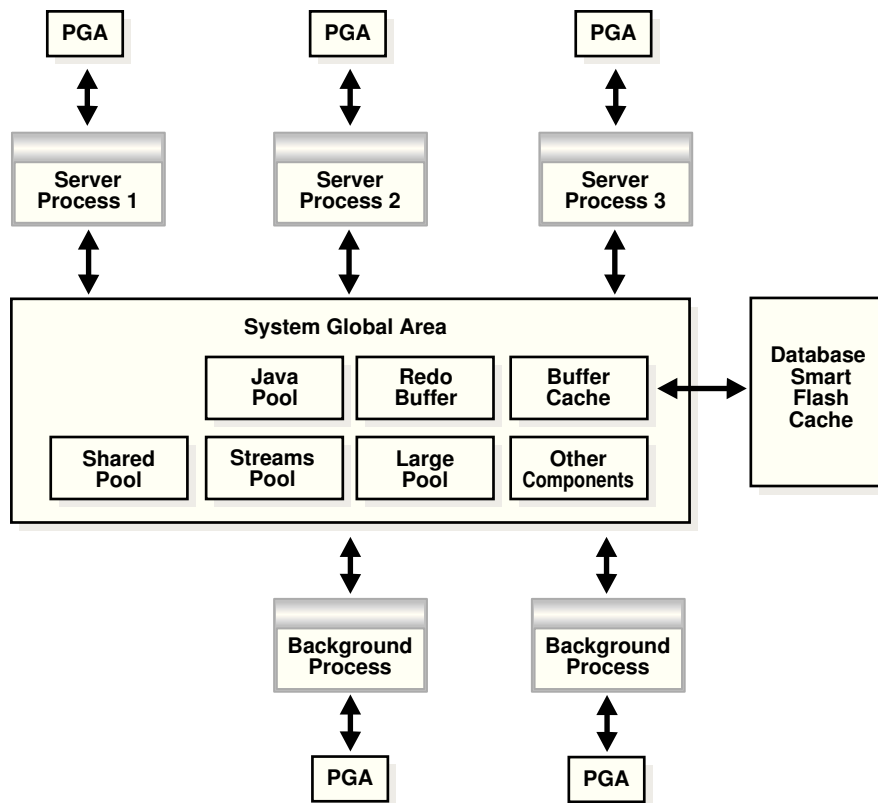 PGA
PGA
PGA
Server
Process 1
Server
Process 2
Server
Process 3
System Global Area
Java
Pool
Redo
Buffer
Buffer
Cache
Database
Smart
Flash
Cache
Shared
Pool
Streams
Pool
Large
Pool
Other
Components
Background
Process
Background
Process
PGA
PGA